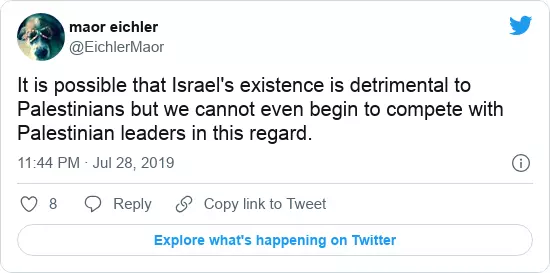 maor eichler
@EichlerMaor
It is possible that Israel's existence is detrimental to
Palestinians but we cannot even begin to compete with
Palestinian leaders in this regard.
11:44 PM · Jul 28, 2019
8 Reply Copy link to Tweet
Explore what's happening on Twitter